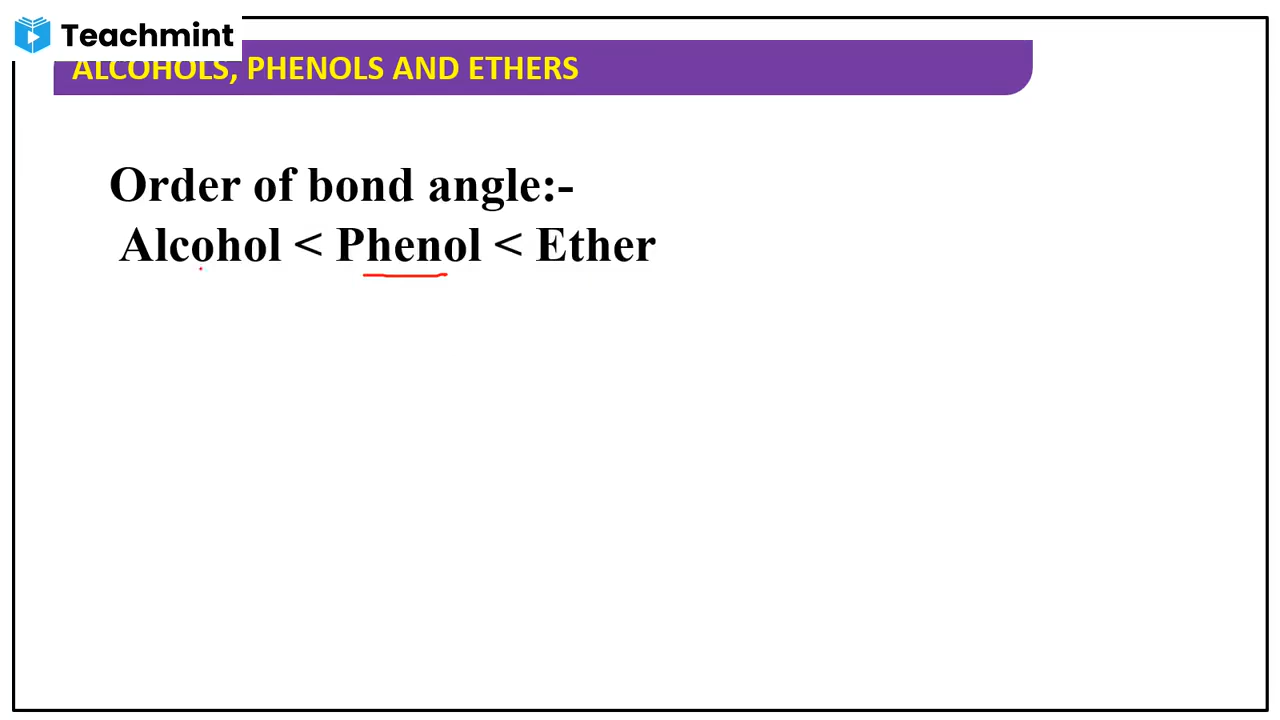 Teachmint
ALCOHOLS, PHENOLS AND ETHERS
Order of bond angle:-
Alcohol < Phenol < Ether